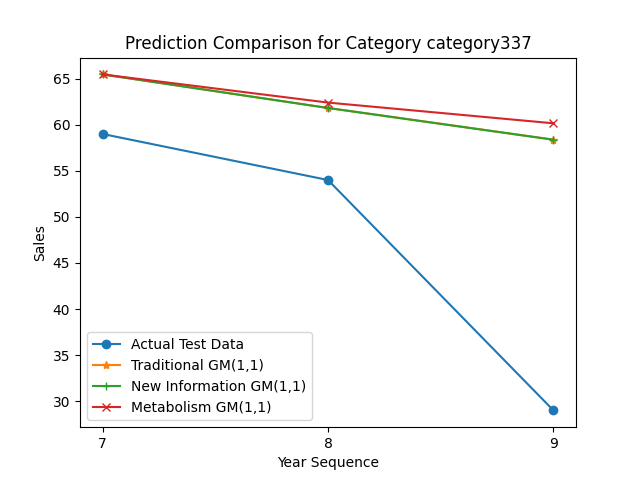 Prediction Comparison for Category category337
Sales
65
60
55
50
45
40
35
30
Actual Test Data
Traditional GM(1,1)
New Information GM(1,1)
Metabolism GM(1,1)
7
8
9
Year Sequence